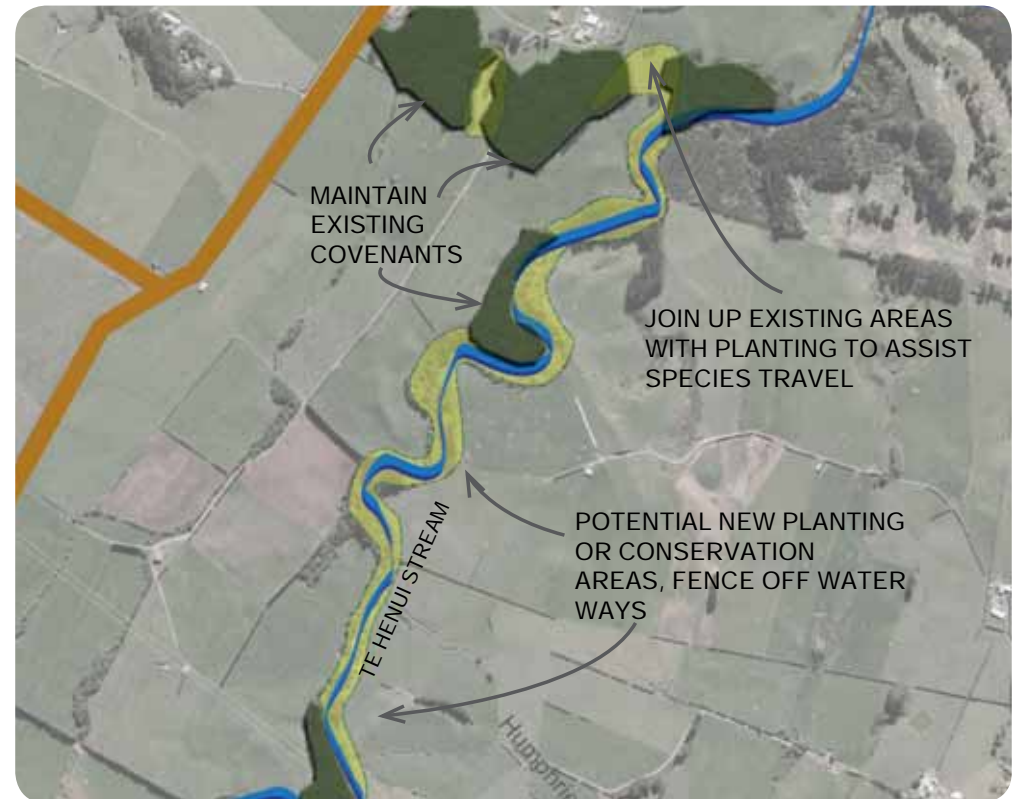 MAINTAIN
EXISTING
COVENANTS
JOIN UP EXISTING AREAS
WITH PLANTING TO ASSIST
SPECIES TRAVEL
POTENTIAL NEW PLANTING
OR CONSERVATION
AREAS, FENCE OFF WATER
WAYS
TE HENUI STREAM